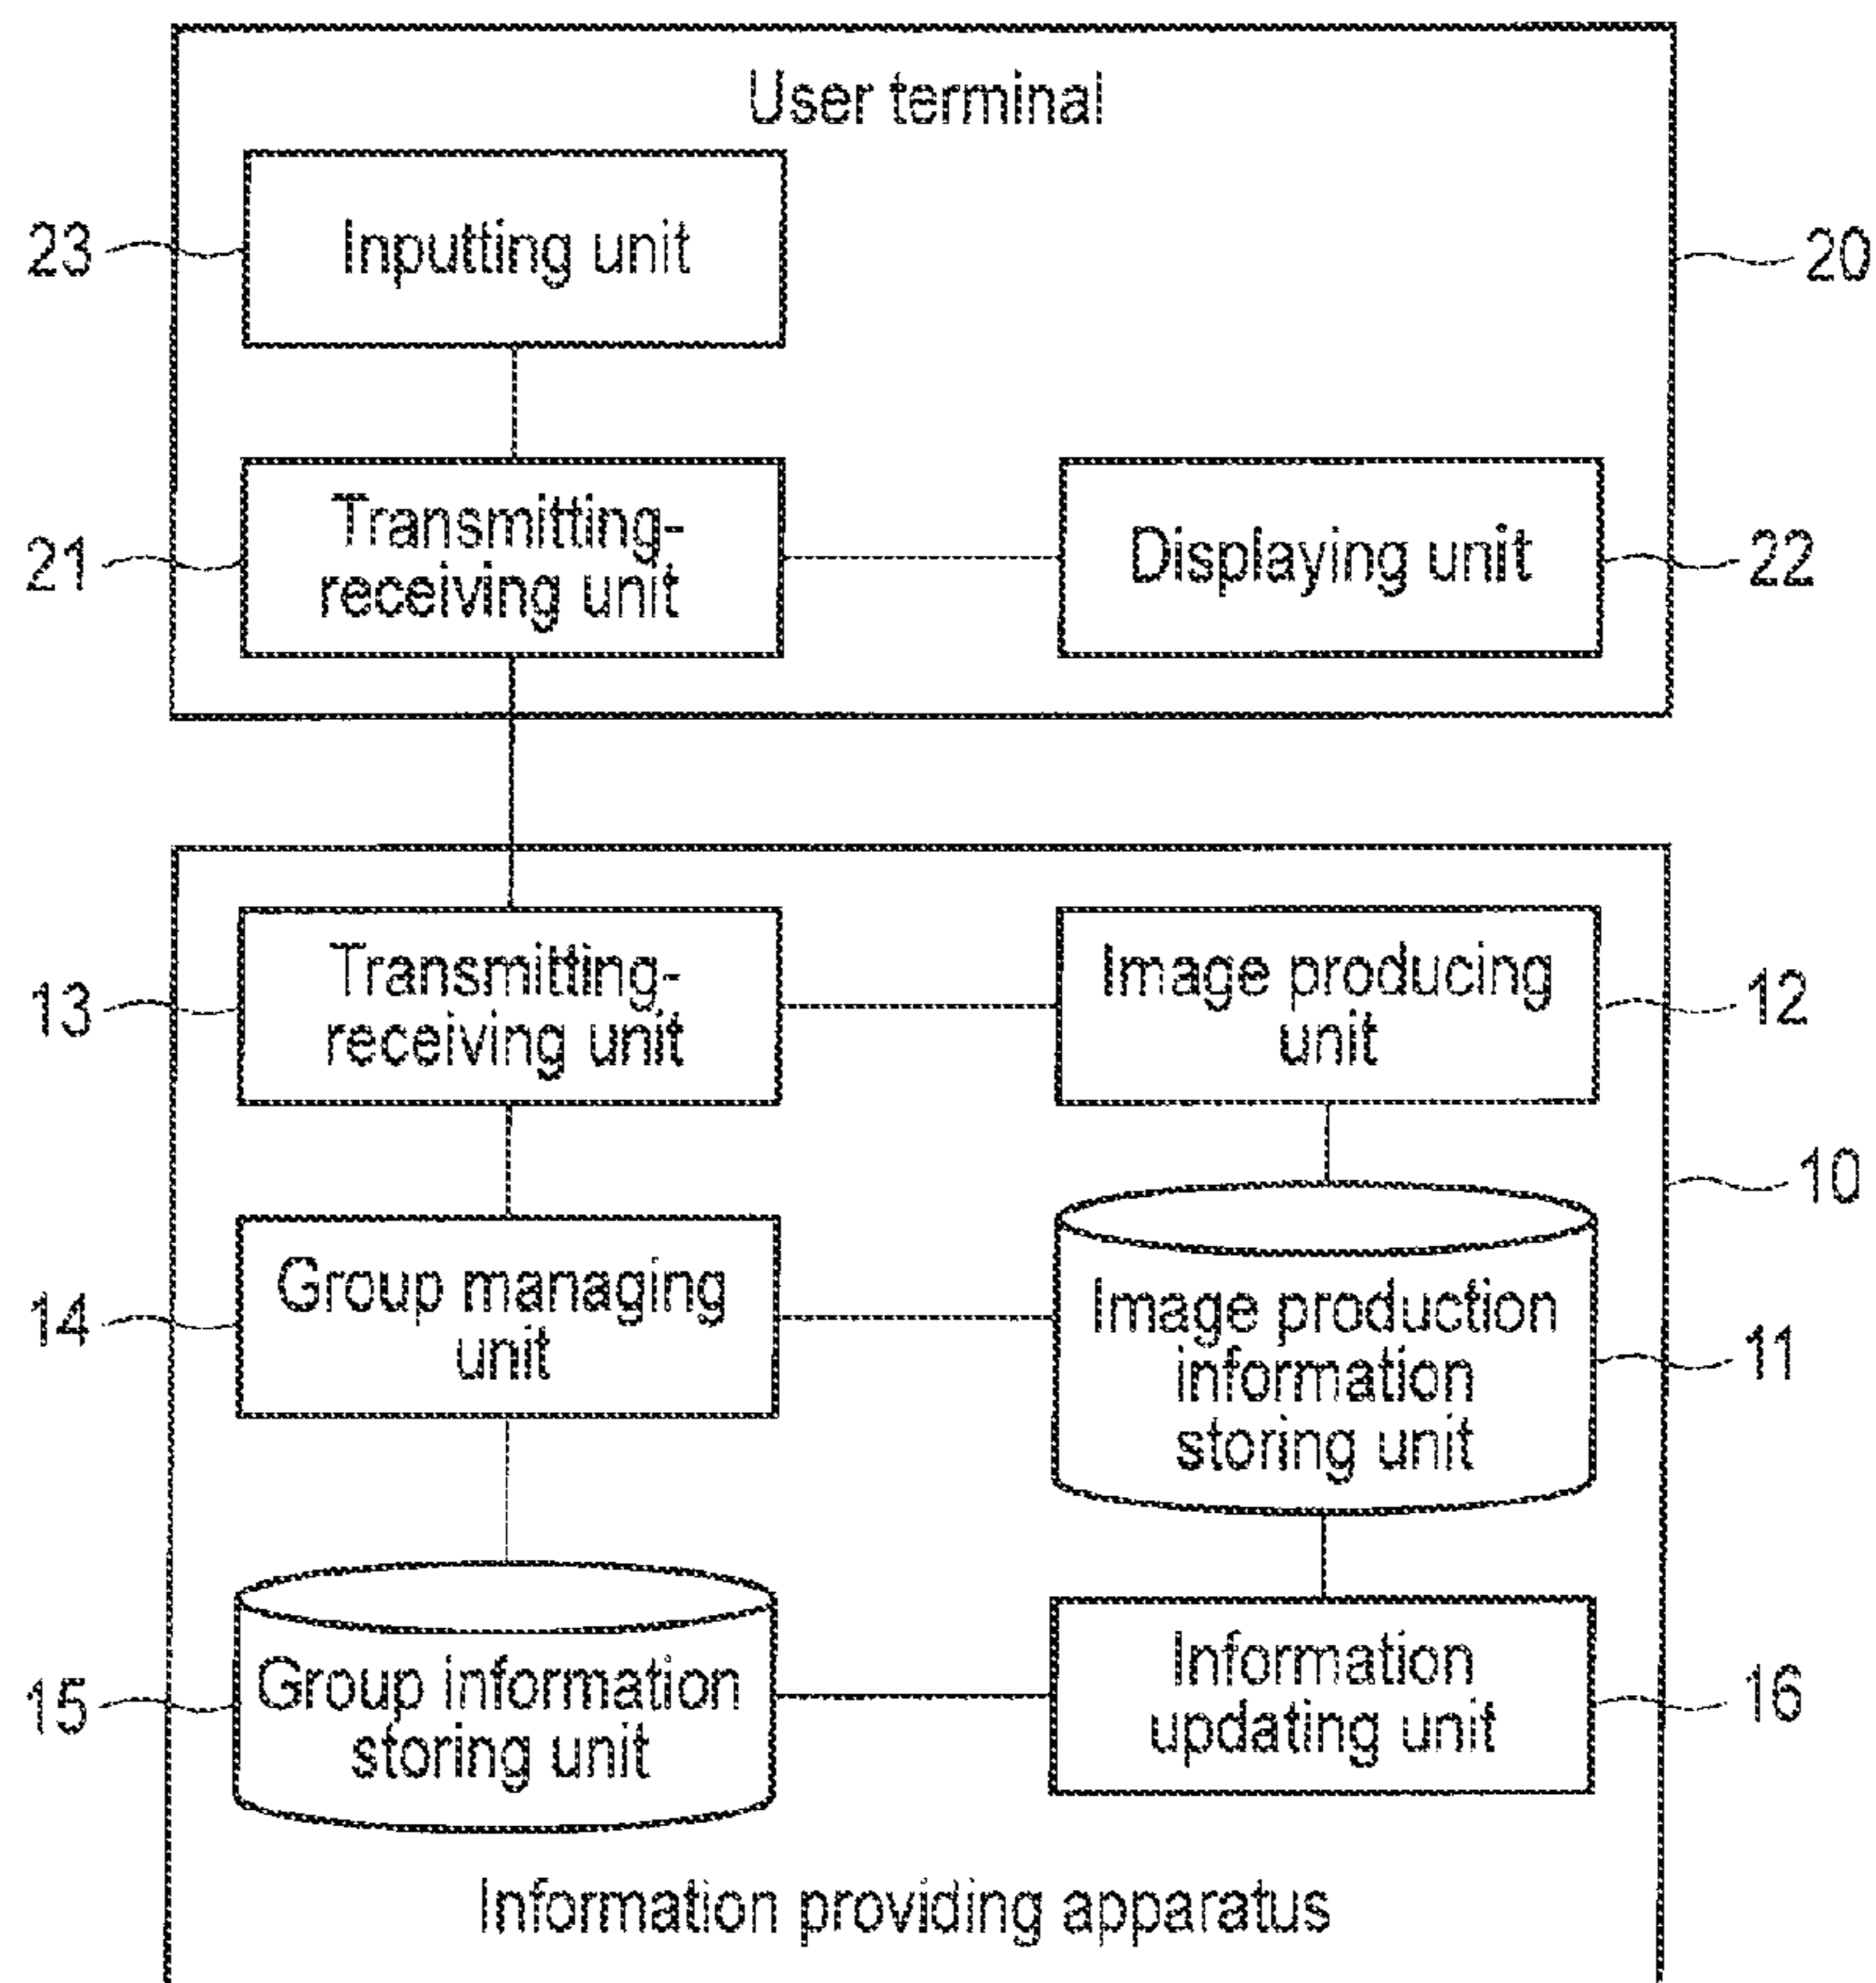 User terminal
23
Inputting unit
20
21
Transmitting-
receiving unit
Displaying unit
22
13
Transmitting-
receiving unit
Image producing
unit
12
10
14
Group managing
unit
Image production
information
storing unit
11
15
Group information
storing unit
Information
updating unit
16
Information providing apparatus